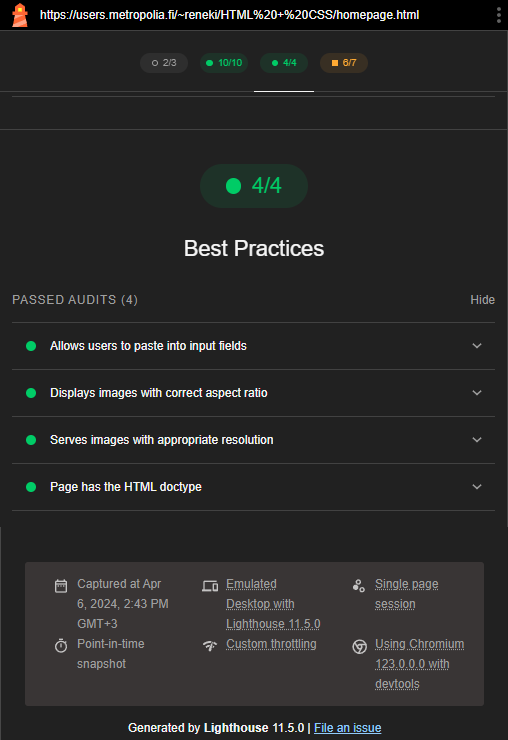 https://users.metropolia.fi/~reneki/HTML%20+%20CSS/homepage.html
2/3
10/10
4/4
6/7
4/4
Best Practices
PASSED AUDITS (4)
Hide
Allows users to paste into input fields
Displays images with correct aspect ratio
Serves images with appropriate resolution
Page has the HTML doctype
Captured at Apr
6, 2024, 2:43 PM
GMT+3
Emulated
Desktop with
Lighthouse 11.5.0
Single page
session
Point-in-time
snapshot
Custom throttling
Using Chromium
123.0.0.0 with
devtools
Generated by Lighthouse 11.5.0 | File an issue